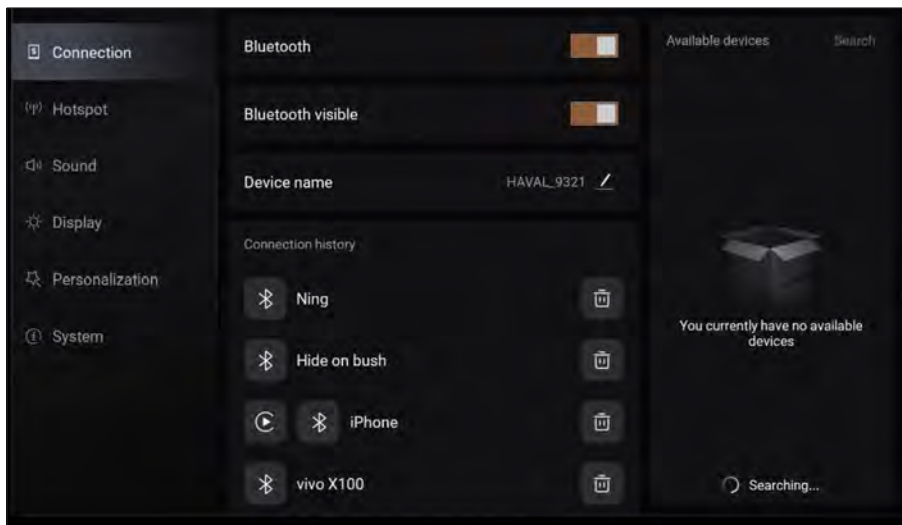 Connection
Hotspot
Sound
Display
Personalization
System
Bluetooth
Bluetooth visible
Device name HAVAL_9321
Connection history
Ning
Hide on bush
iPhone
vivo X100
Available devices Search
You currently have no available
devices
Searching...